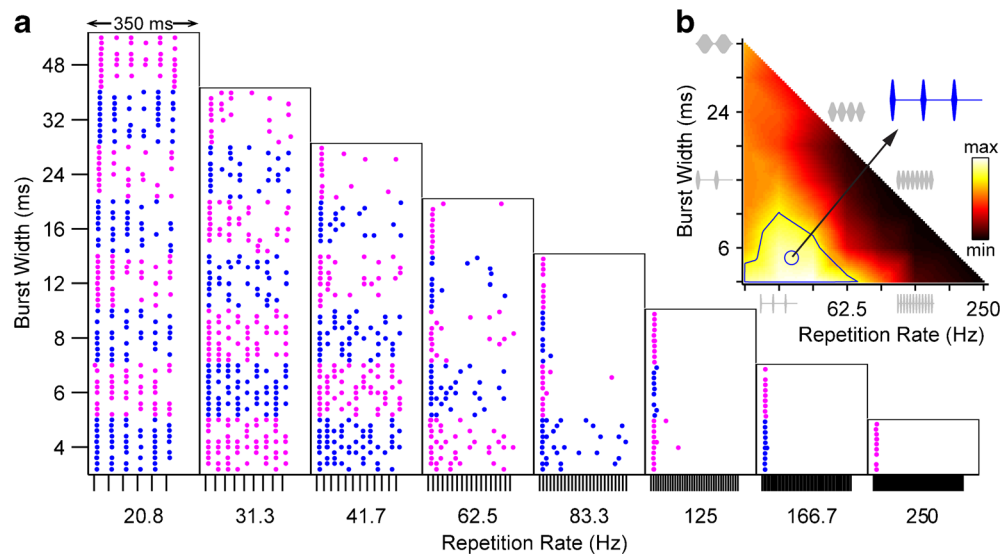 a
350 ms
48
32
24
16
12
8
6
4
Burst Width (ms)
20.8 31.3 41.7 62.5 83.3 125 166.7 250
Repetition Rate (Hz)
b
24
6
Burst Width (ms)
max
min
62.5 250
Repetition Rate (Hz)